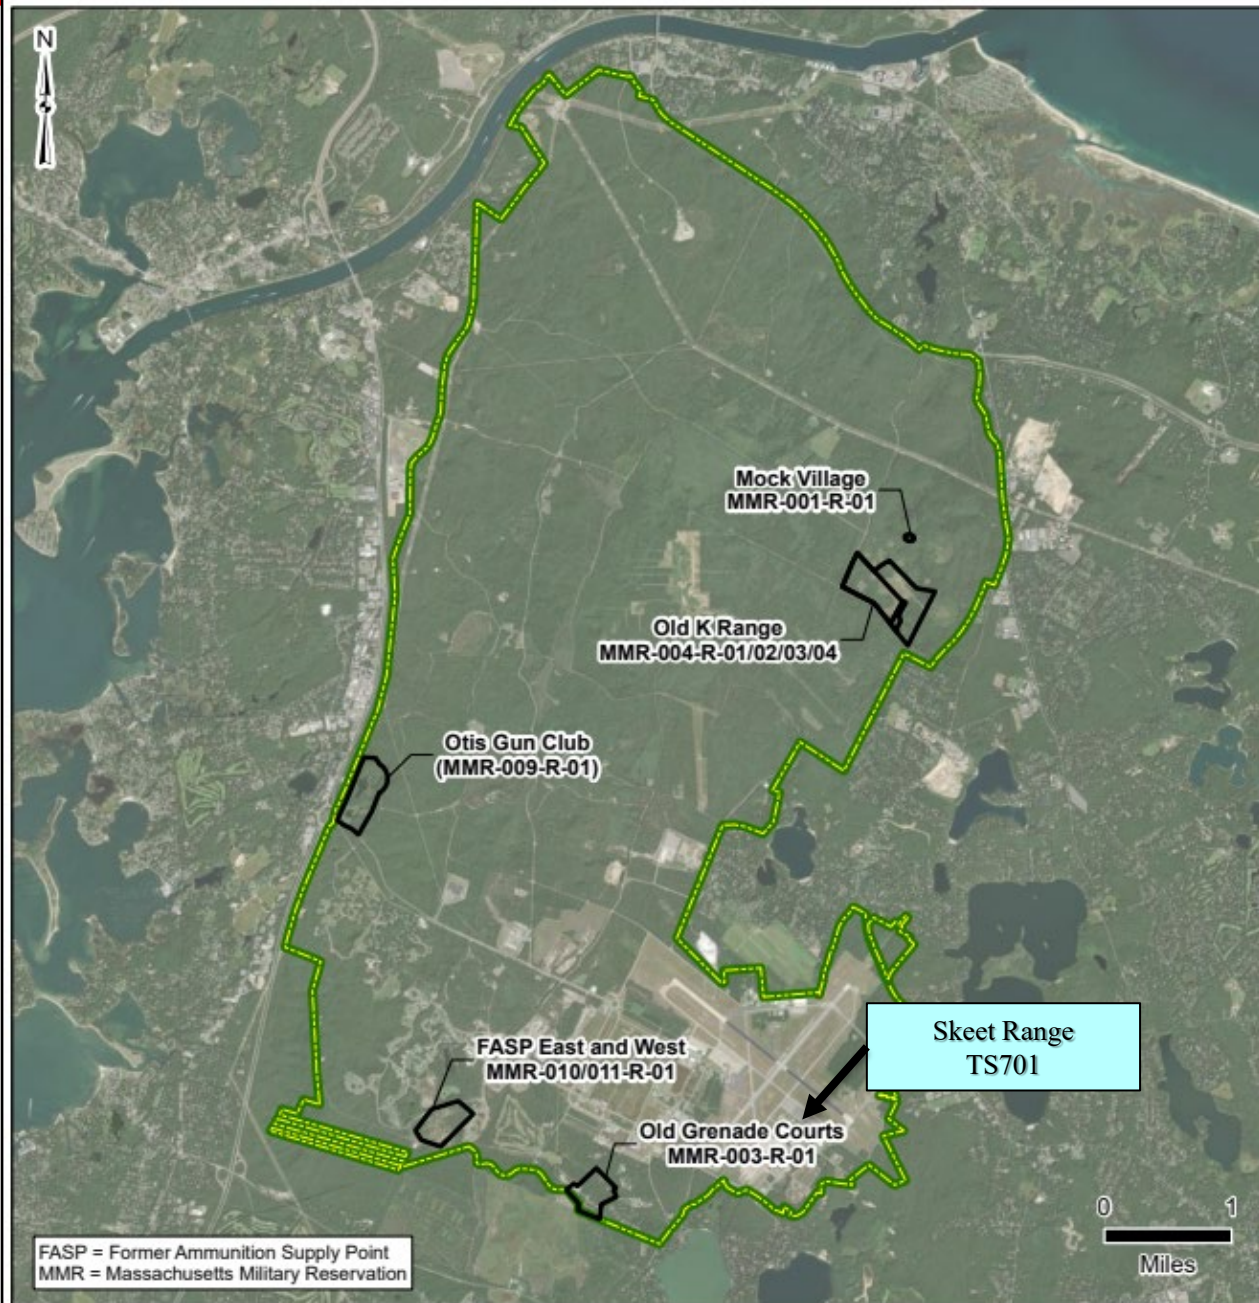 N
Mock Village
MMR-001-R-01
Old K Range
MMR-004-R-01/02/03/04
Otis Gun Club
(MMR-009-R-01)
Skeet Range
TS701
FASP East and West
MMR-010/011-R-01
Old Grenade Courts
MMR-003-R-01
0 1
Miles
FASP = Former Ammunition Supply Point
MMR = Massachusetts Military Reservation